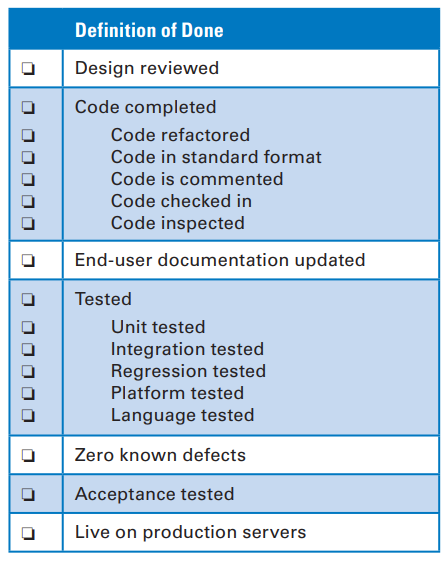 Definition of Done
Design reviewed
Code completed
Code refactored
Code in standard format
Code is commented
Code checked in
Code inspected
End-user documentation updated
Tested
Unit tested
Integration tested
Regression tested
Platform tested
Language tested
Zero known defects
Acceptance tested
Live on production servers